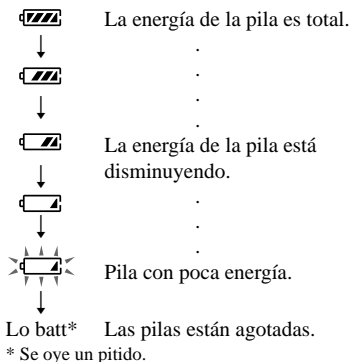 La energía de la pila es total.
.
.
.
.
La energía de la pila está
disminuyendo.
.
.
.
Pila con poca energía.
Lo batt* Las pilas están agotadas.
* Se oye un pitido.